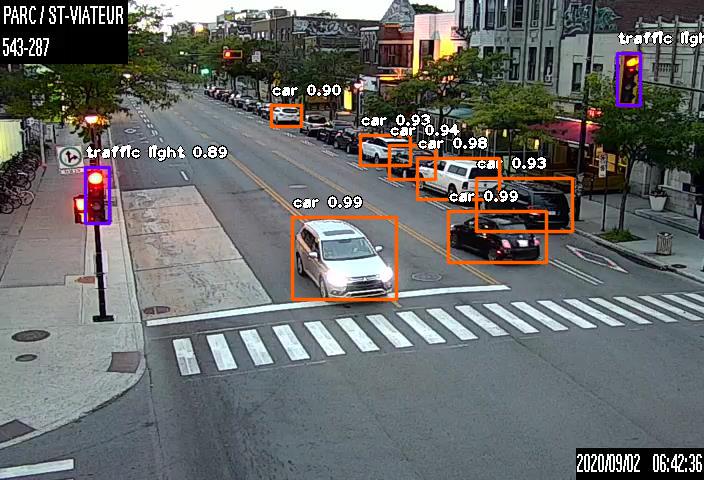 PARC / ST-VIATEUR
543-287
traffic ligh
car 0.90
car 0.93
car 0.94
car 0.98
traffic light 0.89
car 0.93
car 0.99
car 0.99
2020/09/02 06:42:36